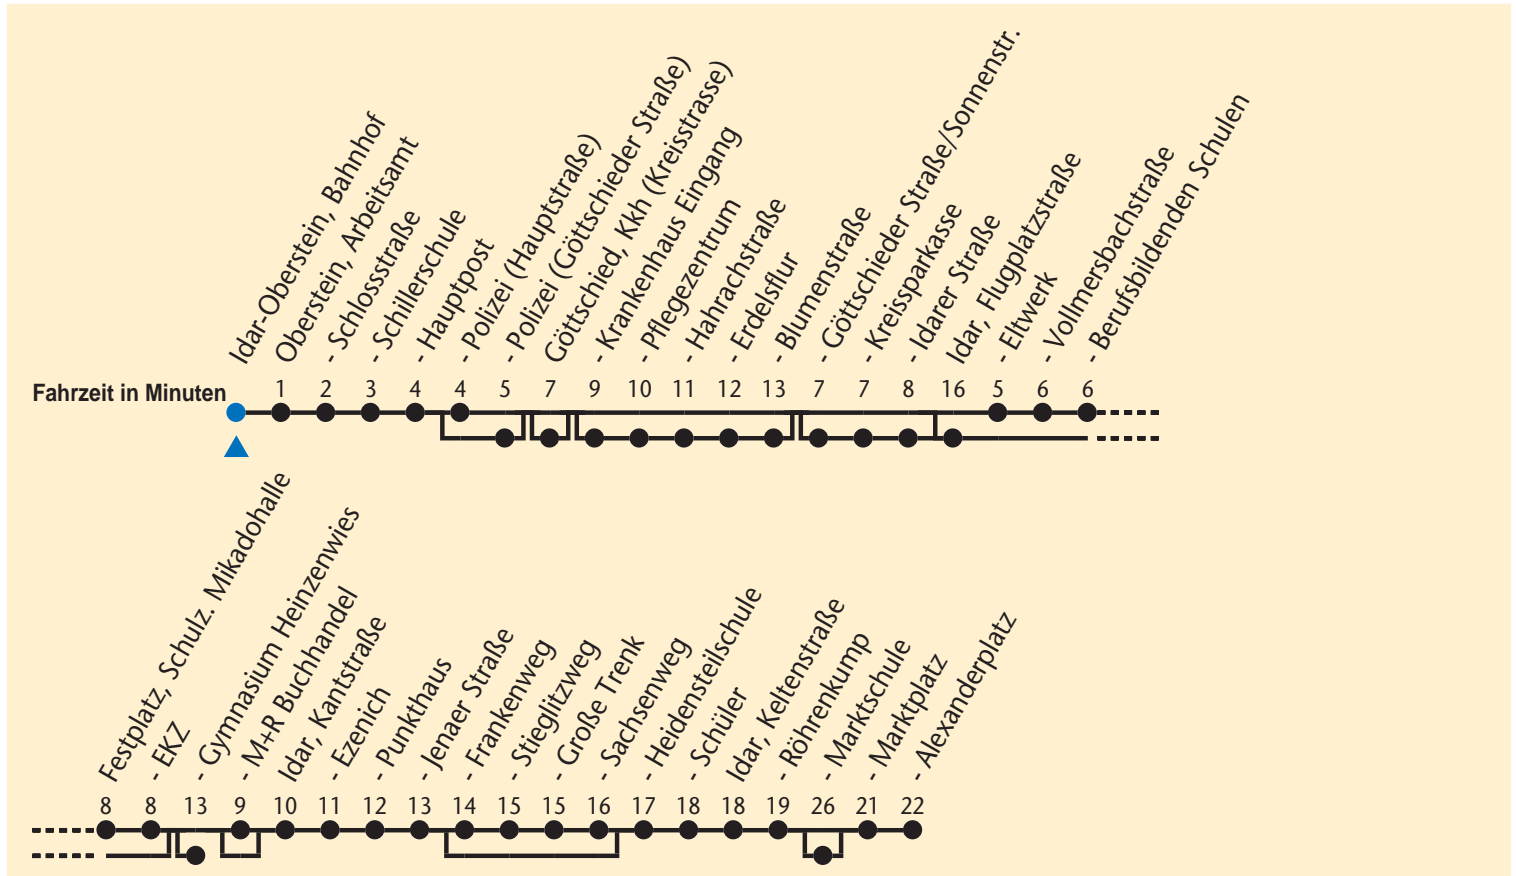 Idar-Oberstein, Bahnhof
Oberstein, Arbeitsamt
- Schlossstraße
- Schillerschule
- Hauptpost
- Polizei (Hauptstraße)
- Polizei (Göttschieder Straße)
Göttschied, Kkh (Kreisstrasse)
- Krankenhaus Eingang
- Pflegezentrum
- Hahrachstraße
- Erdelsflur
- Blumenstraße
- Göttschieder Straße/Sonnenstr.
- Kreissparkasse
- Idarer Straße
Idar, Flugplatzstraße
- Eltwerk
- Vollmersbachstraße
- Berufsbildenden Schulen
Fahrzeit in Minuten 1 2 3 4 4 5 7 9 10 11 12 13 7 7 8 16 5 6 6
Festplatz, Schulz. Mikadohalle
- EKZ
- Gymnasium Heinzenwies
- M+R Buchhandel
Idar, Kantstraße
- Ezenich
- Punkthaus
- Jenaer Straße
- Frankenweg
- Stieglitzweg
- Große Trenk
- Sachsenweg
- Heidensteilschule
- Schüler
Idar, Keltenstraße
- Röhrenkump
- Marktschule
- Marktplatz
- Alexanderplatz
8 8 13 9 10 11 12 13 14 15 15 16 17 18 18 19 26 21 22